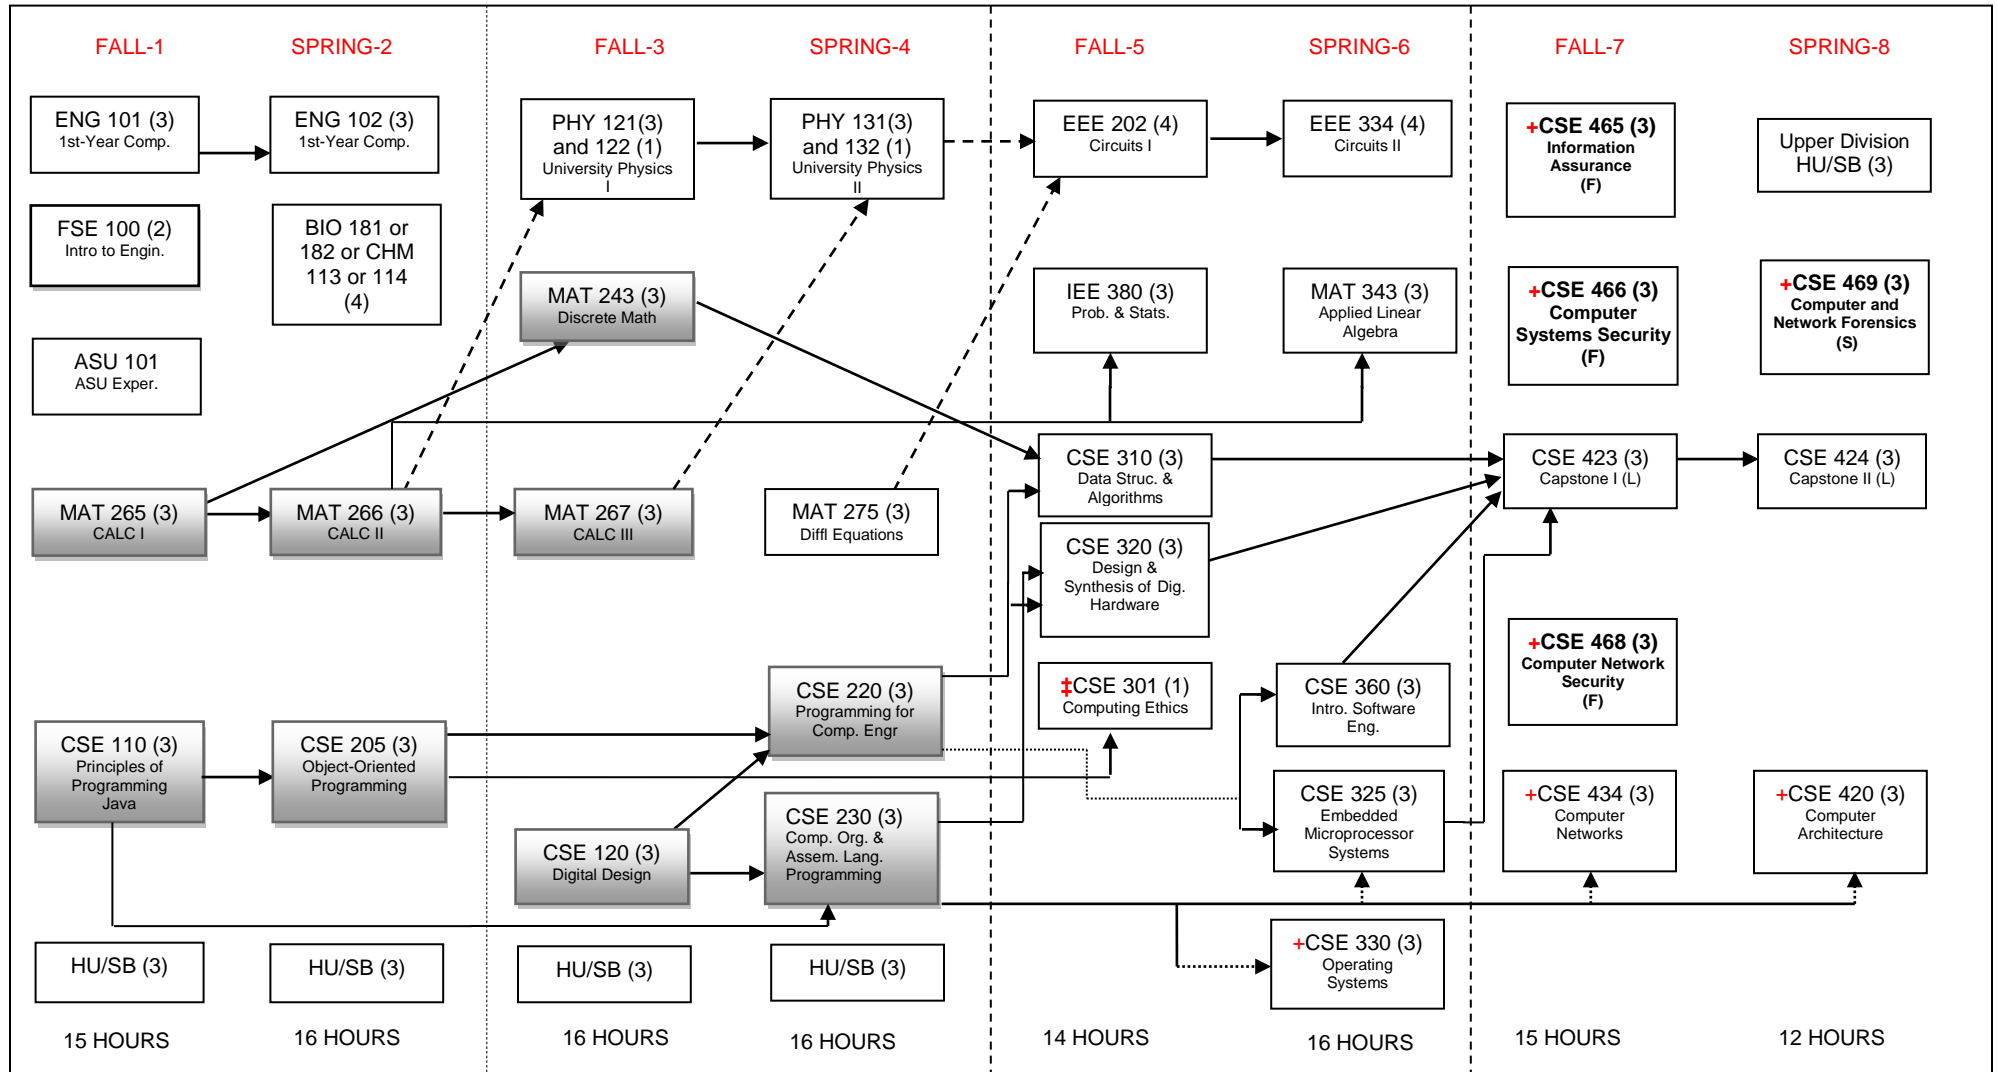 FALL-1
SPRING-2
FALL-3
SPRING-4
FALL-5
SPRING-6
FALL-7
SPRING-8
ENG 101 (3)
1st-Year Comp.
FSE 100 (2)
Intro to Engin.
ASU 101
ASU Exper.
MAT 265 (3)
CALC I
CSE 110 (3)
Principles of
Programming
Java
HU/SB (3)
15 HOURS
ENG 102 (3)
1st-Year Comp.
BIO 181 or
182 or CHM
113 or 114
(4)
MAT 266 (3)
CALC II
CSE 205 (3)
Object-Oriented
Programming
HU/SB (3)
16 HOURS
PHY 121(3)
and 122 (1)
University Physics
I
MAT 243 (3)
Discrete Math
MAT 267 (3)
CALC III
CSE 120 (3)
Digital Design
HU/SB (3)
16 HOURS
PHY 131(3)
and 132 (1)
University Physics
II
MAT 275 (3)
Diffl Equations
CSE 220 (3)
Programming for
Comp. Engr
CSE 230 (3)
Comp. Org. &
Assem. Lang.
Programming
HU/SB (3)
16 HOURS
EEE 202 (4)
Circuits I
IEE 380 (3)
Prob. & Stats.
CSE 310 (3)
Data Struc. &
Algorithms
CSE 320 (3)
Design &
Synthesis of Dig.
Hardware
‡CSE 301 (1)
Computing Ethics
14 HOURS
EEE 334 (4)
Circuits II
MAT 343 (3)
Applied Linear
Algebra
CSE 360 (3)
Intro. Software
Eng.
CSE 325 (3)
Embedded
Microprocessor
Systems
+CSE 330 (3)
Operating
Systems
16 HOURS
+CSE 465 (3)
Information
Assurance
(F)
+CSE 466 (3)
Computer
Systems Security
(F)
CSE 423 (3)
Capstone I (L)
+CSE 468 (3)
Computer Network
Security
(F)
+CSE 434 (3)
Computer
Networks
15 HOURS
Upper Division
HU/SB (3)
+CSE 469 (3)
Computer and
Network Forensics
(S)
CSE 424 (3)
Capstone II (L)
+CSE 420 (3)
Computer
Architecture
12 HOURS